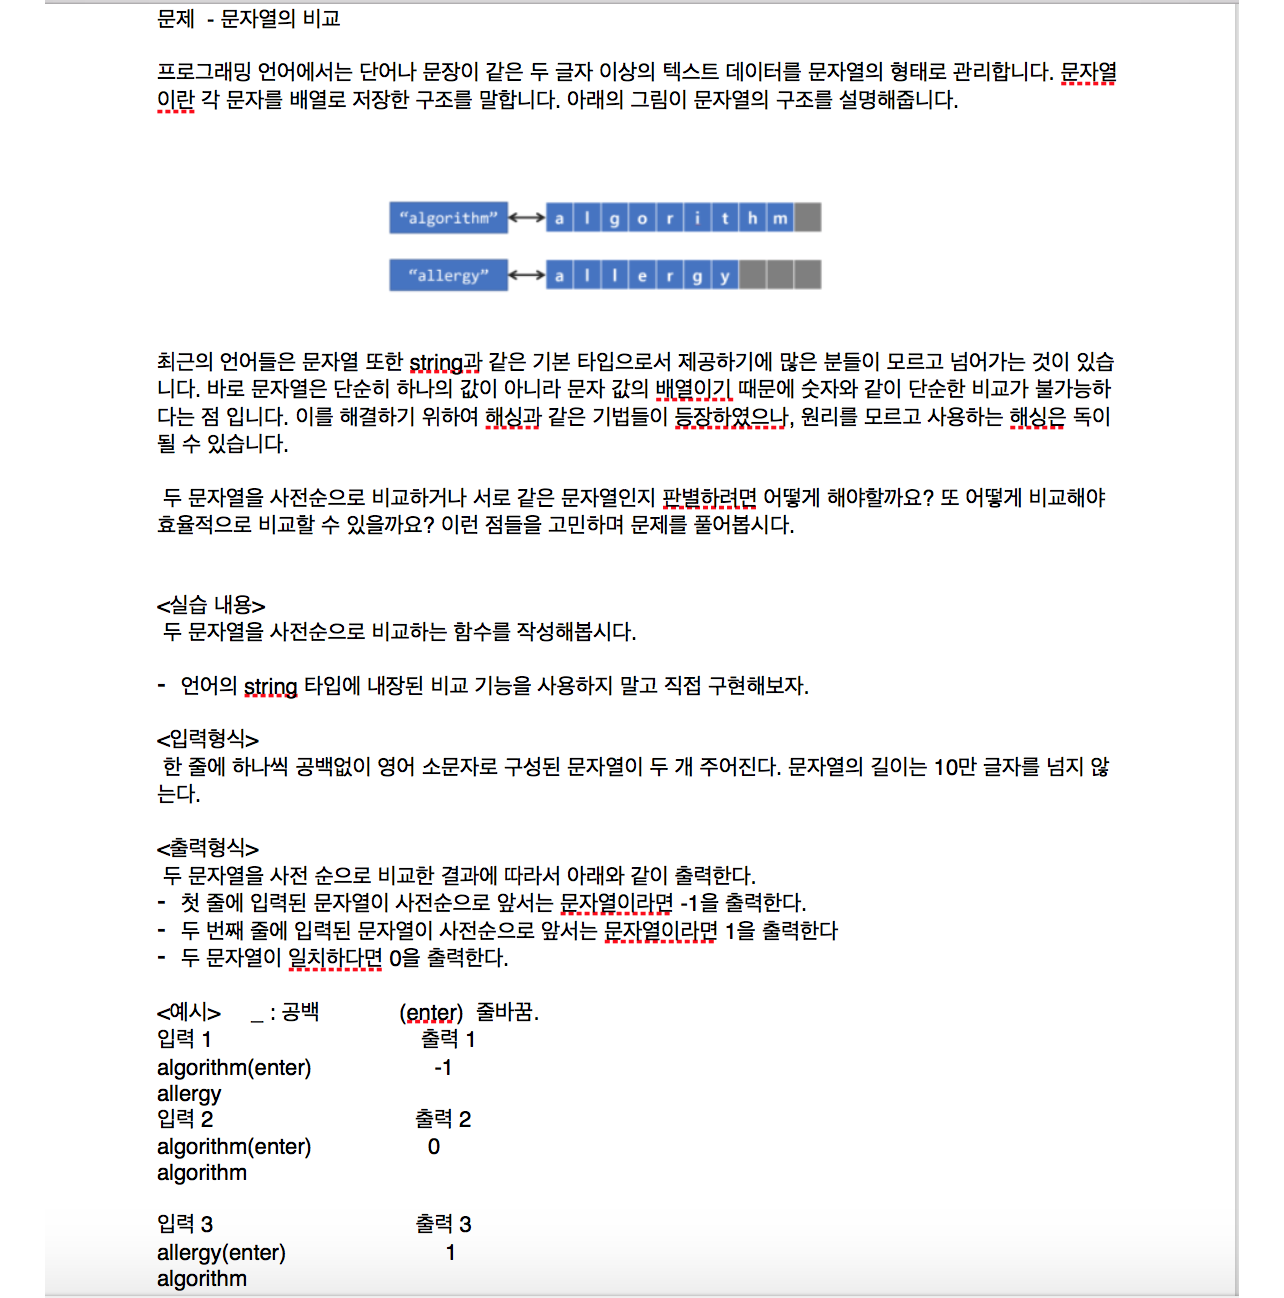 문제  - 문자열의 비교
프로그래밍 언어에서는 단어나 문장이 같은 두 글자 이상의 텍스트 데이터를 문자열의 형태로 관리합니다. 문자열
이란 각 문자를 배열로 저장한 구조를 말합니다. 아래의 그림이 문자열의 구조를 설명해줍니다.
“algorithm” a l g o r i t h m
“allergy” a l l e r g y
최근의 언어들은 문자열 또한 string과 같은 기본 타입으로서 제공하기에 많은 분들이 모르고 넘어가는 것이 있습
니다. 바로 문자열은 단순히 하나의 값이 아니라 문자 값의 배열이기 때문에 숫자와 같이 단순한 비교가 불가능하
다는 점 입니다. 이를 해결하기 위하여 해싱과 같은 기법들이 등장하였으나, 원리를 모르고 사용하는 해싱은 독이
될 수 있습니다.
두 문자열을 사전순으로 비교하거나 서로 같은 문자열인지 판별하려면 어떻게 해야할까요? 또 어떻게 비교해야
효율적으로 비교할 수 있을까요? 이런 점들을 고민하며 문제를 풀어봅시다.
<실습 내용>
두 문자열을 사전순으로 비교하는 함수를 작성해봅시다.
- 언어의 string 타입에 내장된 비교 기능을 사용하지 말고 직접 구현해보자.
<입력형식>
한 줄에 하나씩 공백없이 영어 소문자로 구성된 문자열이 두 개 주어진다. 문자열의 길이는 10만 글자를 넘지 않
는다.
<출력형식>
두 문자열을 사전 순으로 비교한 결과에 따라서 아래와 같이 출력한다.
- 첫 줄에 입력된 문자열이 사전순으로 앞서는 문자열이라면 -1을 출력한다.
- 두 번째 줄에 입력된 문자열이 사전순으로 앞서는 문자열이라면 1을 출력한다
- 두 문자열이 일치하다면 0을 출력한다.
<예시> _ : 공백 (enter) 줄바꿈.
입력 1 출력 1
algorithm(enter) -1
allergy
입력 2 출력 2
algorithm(enter) 0
algorithm
입력 3 출력 3
allergy(enter) 1
algorithm